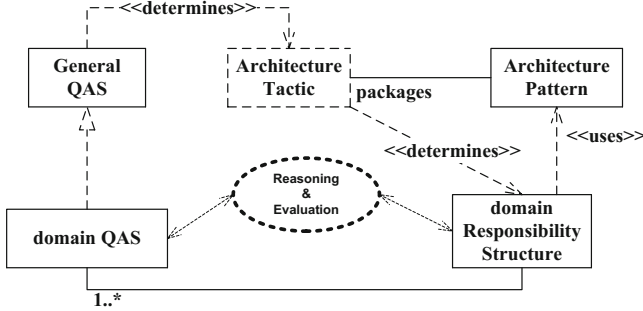 <<determines>>
General
QAS
Architecture
Tactic
packages
Architecture
Pattern
<<determines>>
<<uses>>
Reasoning
&
Evaluation
domain QAS
domain
Responsibility
Structure
1..*